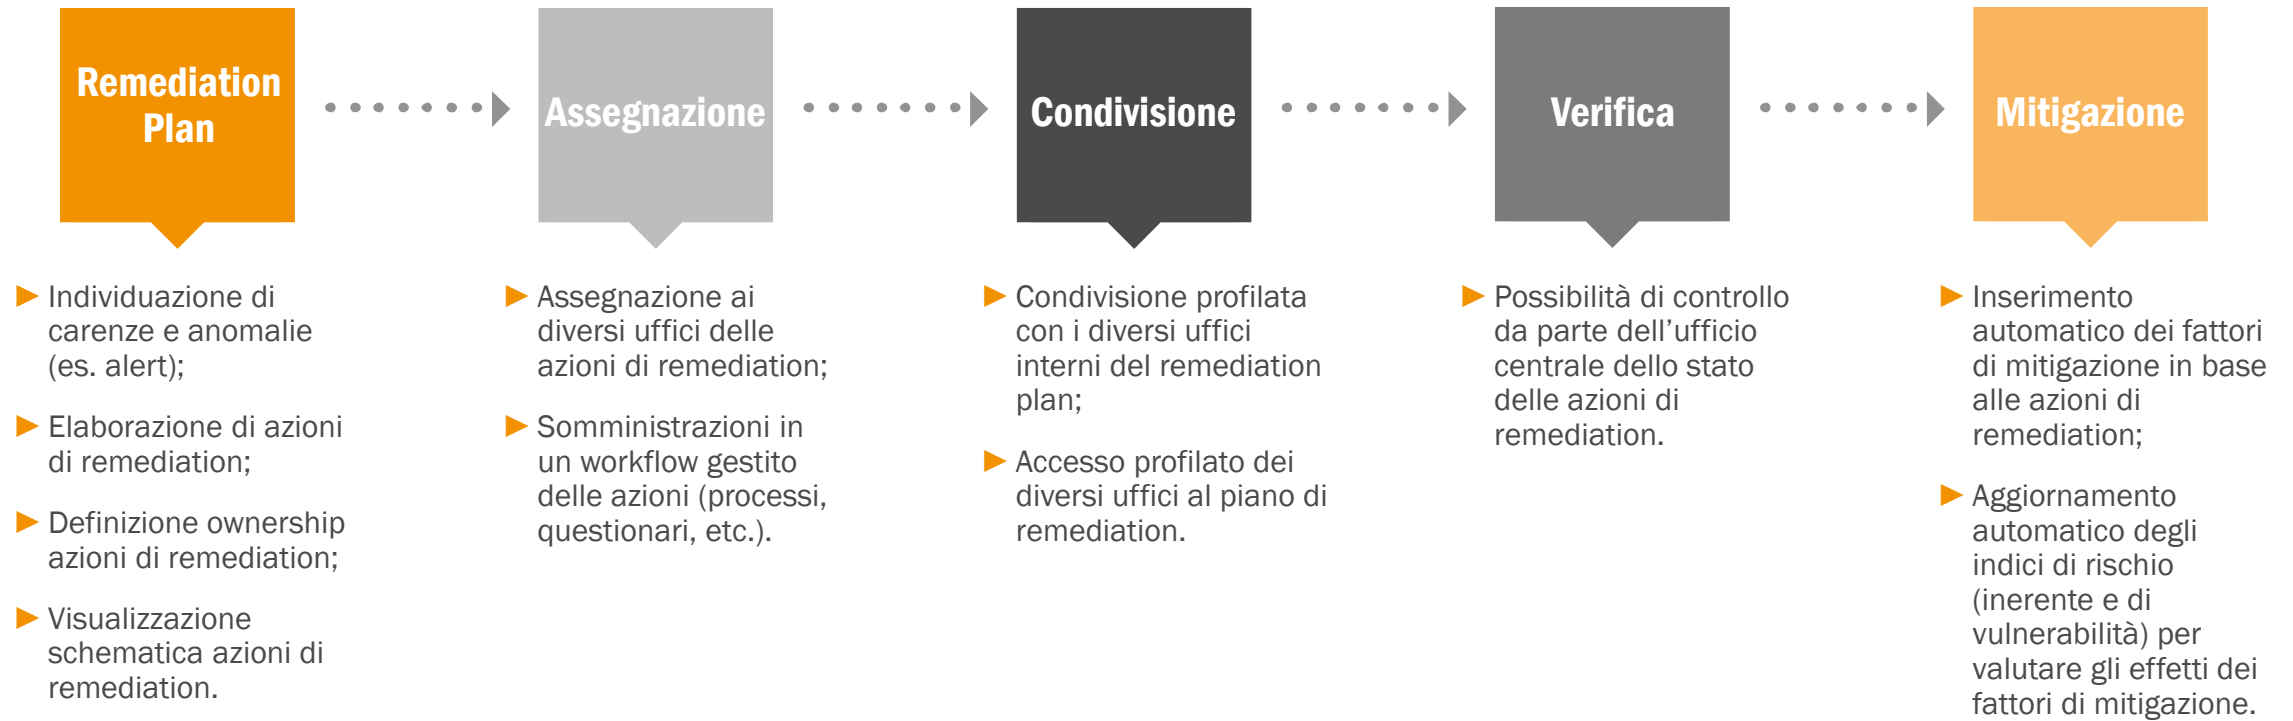 Remediation
Plan
Assegnazione
Condivisione
Verifica
Mitigazione
Individuazione di
carenze e anomalie
(es. alert);
Elaborazione di azioni
di remediation;
Definizione ownership
azioni di remediation;
Visualizzazione
schematica azioni di
remediation.
Assegnazione ai
diversi uffici delle
azioni di remediation;
Somministrazioni in
un workflow gestito
delle azioni (processi,
questionari, etc.).
Condivisione profilata
con i diversi uffici
interni del remediation
plan;
Accesso profilato dei
diversi uffici al piano di
remediation.
Possibilità di controllo
da parte dell’ufficio
centrale dello stato
delle azioni di
remediation.
Inserimento
automatico dei fattori
di mitigazione in base
alle azioni di
remediation;
Aggiornamento
automatico degli
indici di rischio
(inerente e di
vulnerabilità) per
valutare gli effetti dei
fattori di mitigazione.